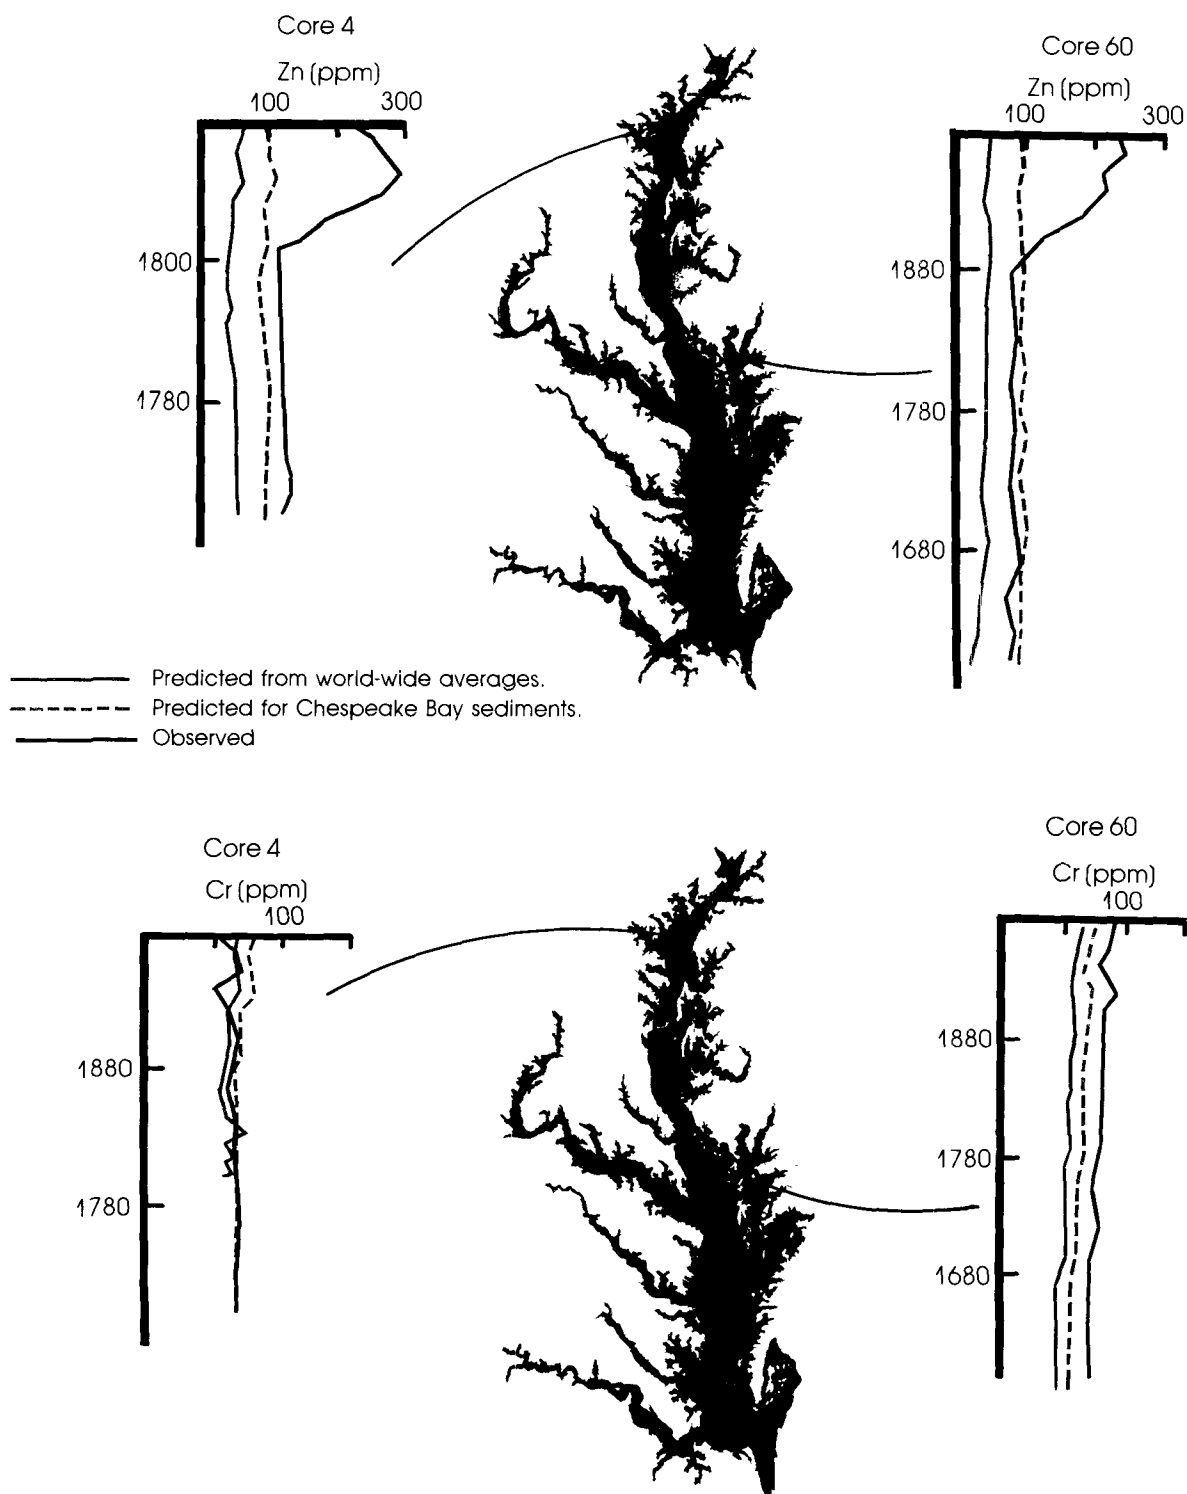 Core 4
Zn (ppm)
100 300
1800
1780
Core 60
Zn (ppm)
100 300
1880
1780
1680
Predicted from world-wide averages.
Predicted for Chespeake Bay sediments.
Observed
Core 4
Cr (ppm)
100
1880
1780
Core 60
Cr (ppm)
100
1880
1780
1680